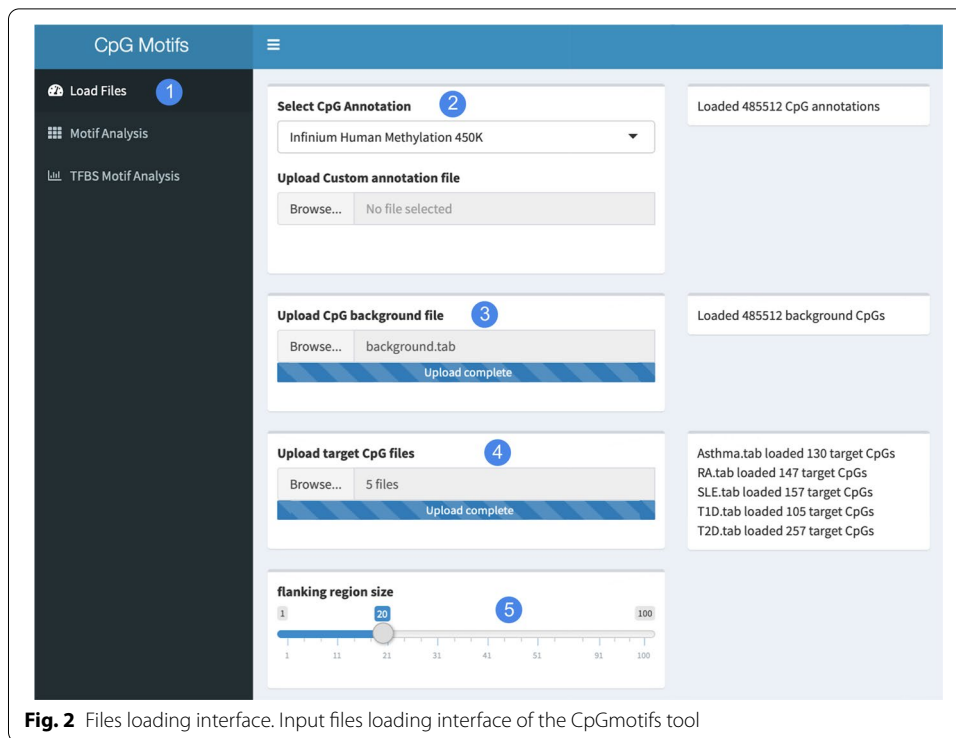 CpG Motifs
Load Files 1
Motif Analysis
TFBS Motif Analysis
Select CpG Annotation 2
Infinium Human Methylation 450K
Upload Custom annotation file
Browse... No file selected
Loaded 485512 CpG annotations
Upload CpG background file 3
Browse... background.tab
Upload complete
Loaded 485512 background CpGs
Upload target CpG files 4
Browse... 5 files
Upload complete
Asthma.tab loaded 130 target CpGs
RA.tab loaded 147 target CpGs
SLE.tab loaded 157 target CpGs
T1D.tab loaded 105 target CpGs
T2D.tab loaded 257 target CpGs
flanking region size 5
1 20 100
1 11 21 31 41 51 91 100
Fig. 2 Files loading interface. Input files loading interface of the CpGmotifs tool